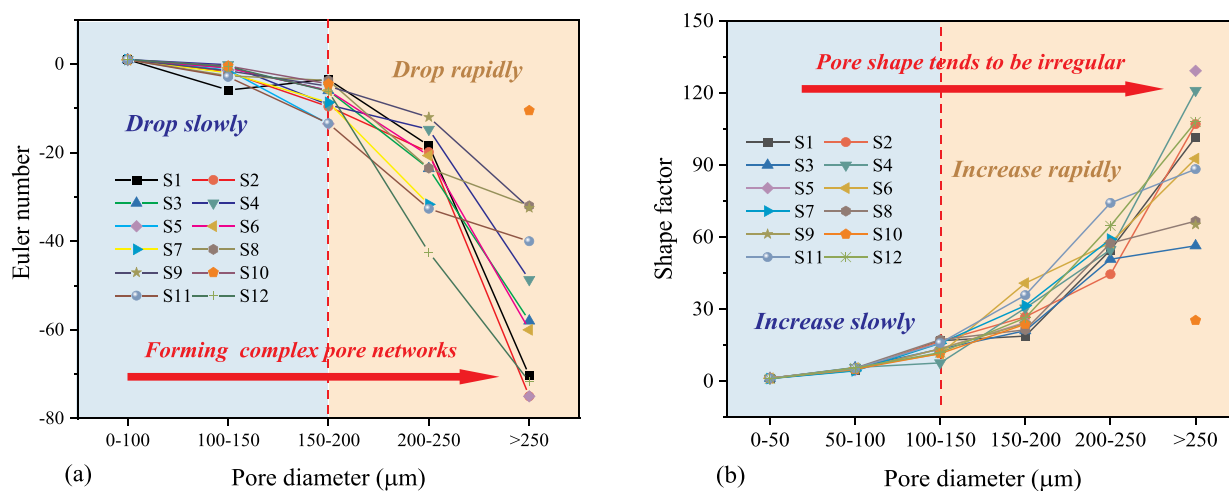 0
-20
-40
-60
-80
Euler number
Drop rapidly
Drop slowly
S1 S2
S3 S4
S5 S6
S7 S8
S9 S10
S11 S12
Forming complex pore networks
0-100 100-150 150-200 200-250 >250
(a) Pore diameter (μm)
150
120
90
60
30
0
Shape factor
Pore shape tends to be irregular
S1 S2
S3 S4
S5 S6
S7 S8
S9 S10
S11 S12
Increase rapidly
Increase slowly
0-50 50-100 100-150 150-200 200-250 >250
(b) Pore diameter (μm)